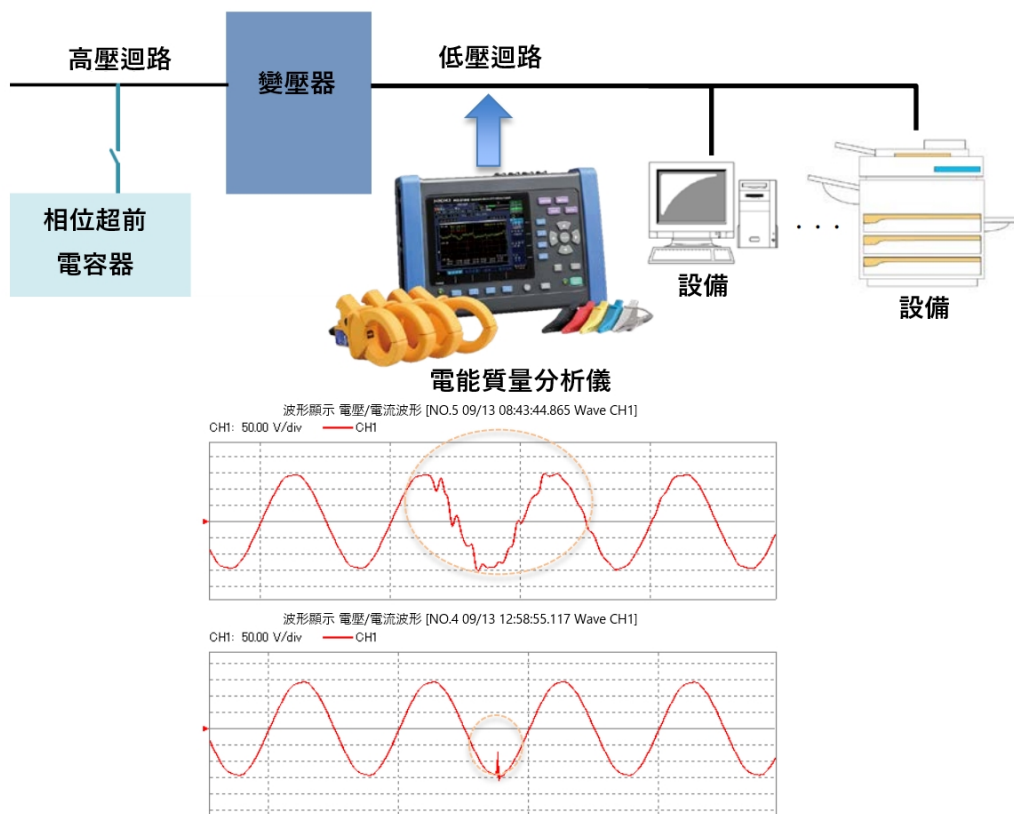 高壓迴路
變壓器
低壓迴路
相位超前
電容器
設備
設備
電能質量分析儀
波形顯示 電壓/電流波形 [NO.5 09/13 08:43:44.865 Wave CH1]
CH1: 50.00 V/div CH1
波形顯示 電壓/電流波形 [NO.4 09/13 12:58:55.117 Wave CH1]
CH1: 50.00 V/div CH1